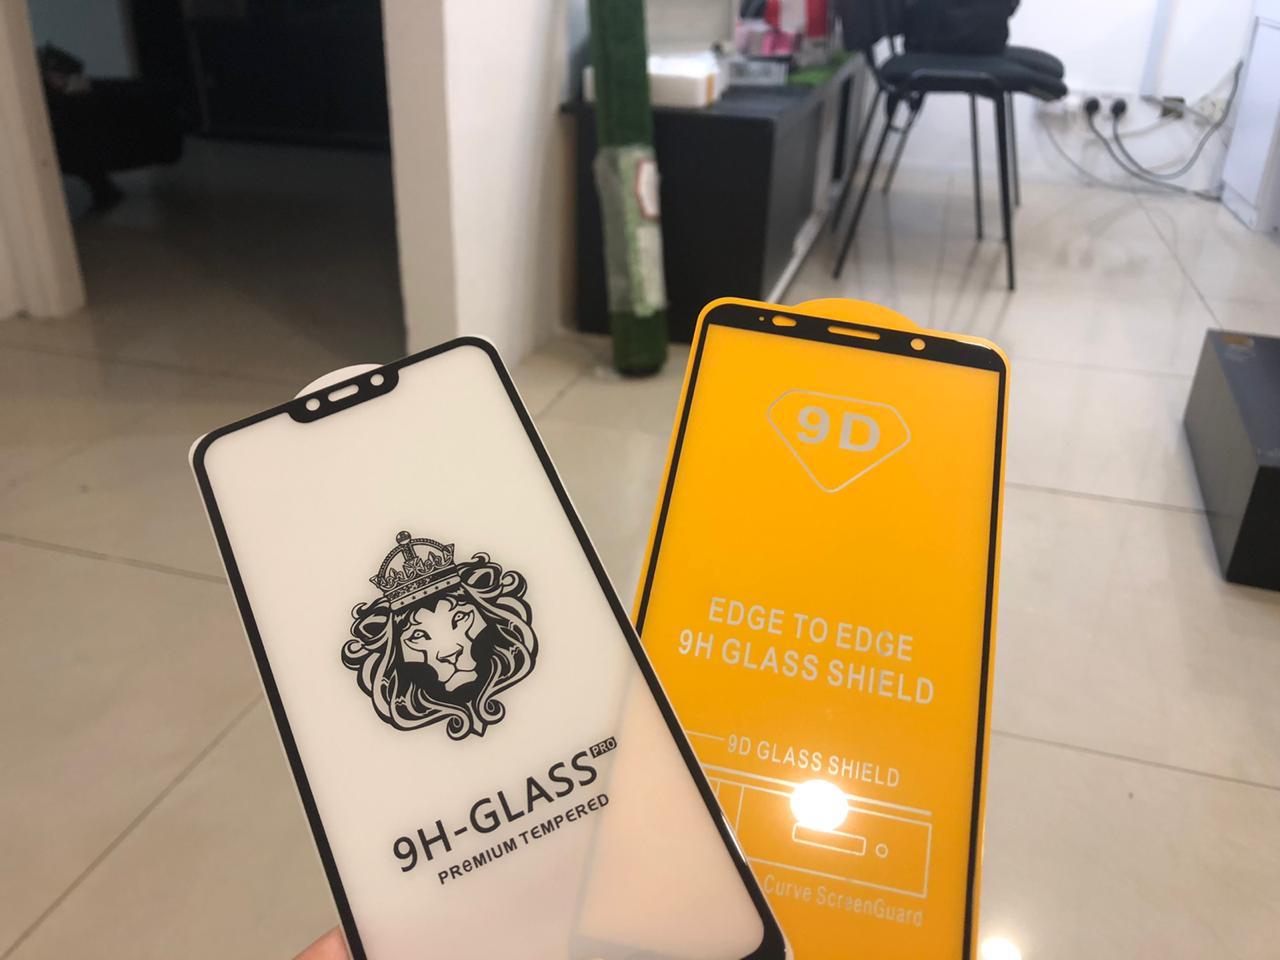 9H-GLASS PRO
PREMIUM TEMPERED
9D
EDGE TO EDGE
9H GLASS SHIELD
9D GLASS SHIELD
Curve ScreenGuard